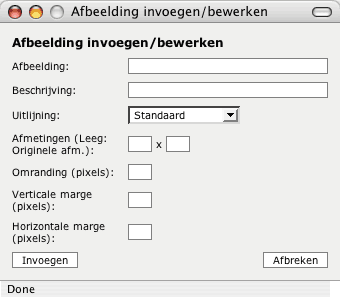 Afbeelding invoegen/bewerken
Afbeelding invoegen/bewerken
Afbeelding:
Beschrijving:
Uitlijning:
Standaard
Afmetingen (Leeg:
Originele afm.):
x
Omranding (pixels):
Verticale marge
(pixels):
Horizontale marge
(pixels):
Invoegen
Afbreken
Done